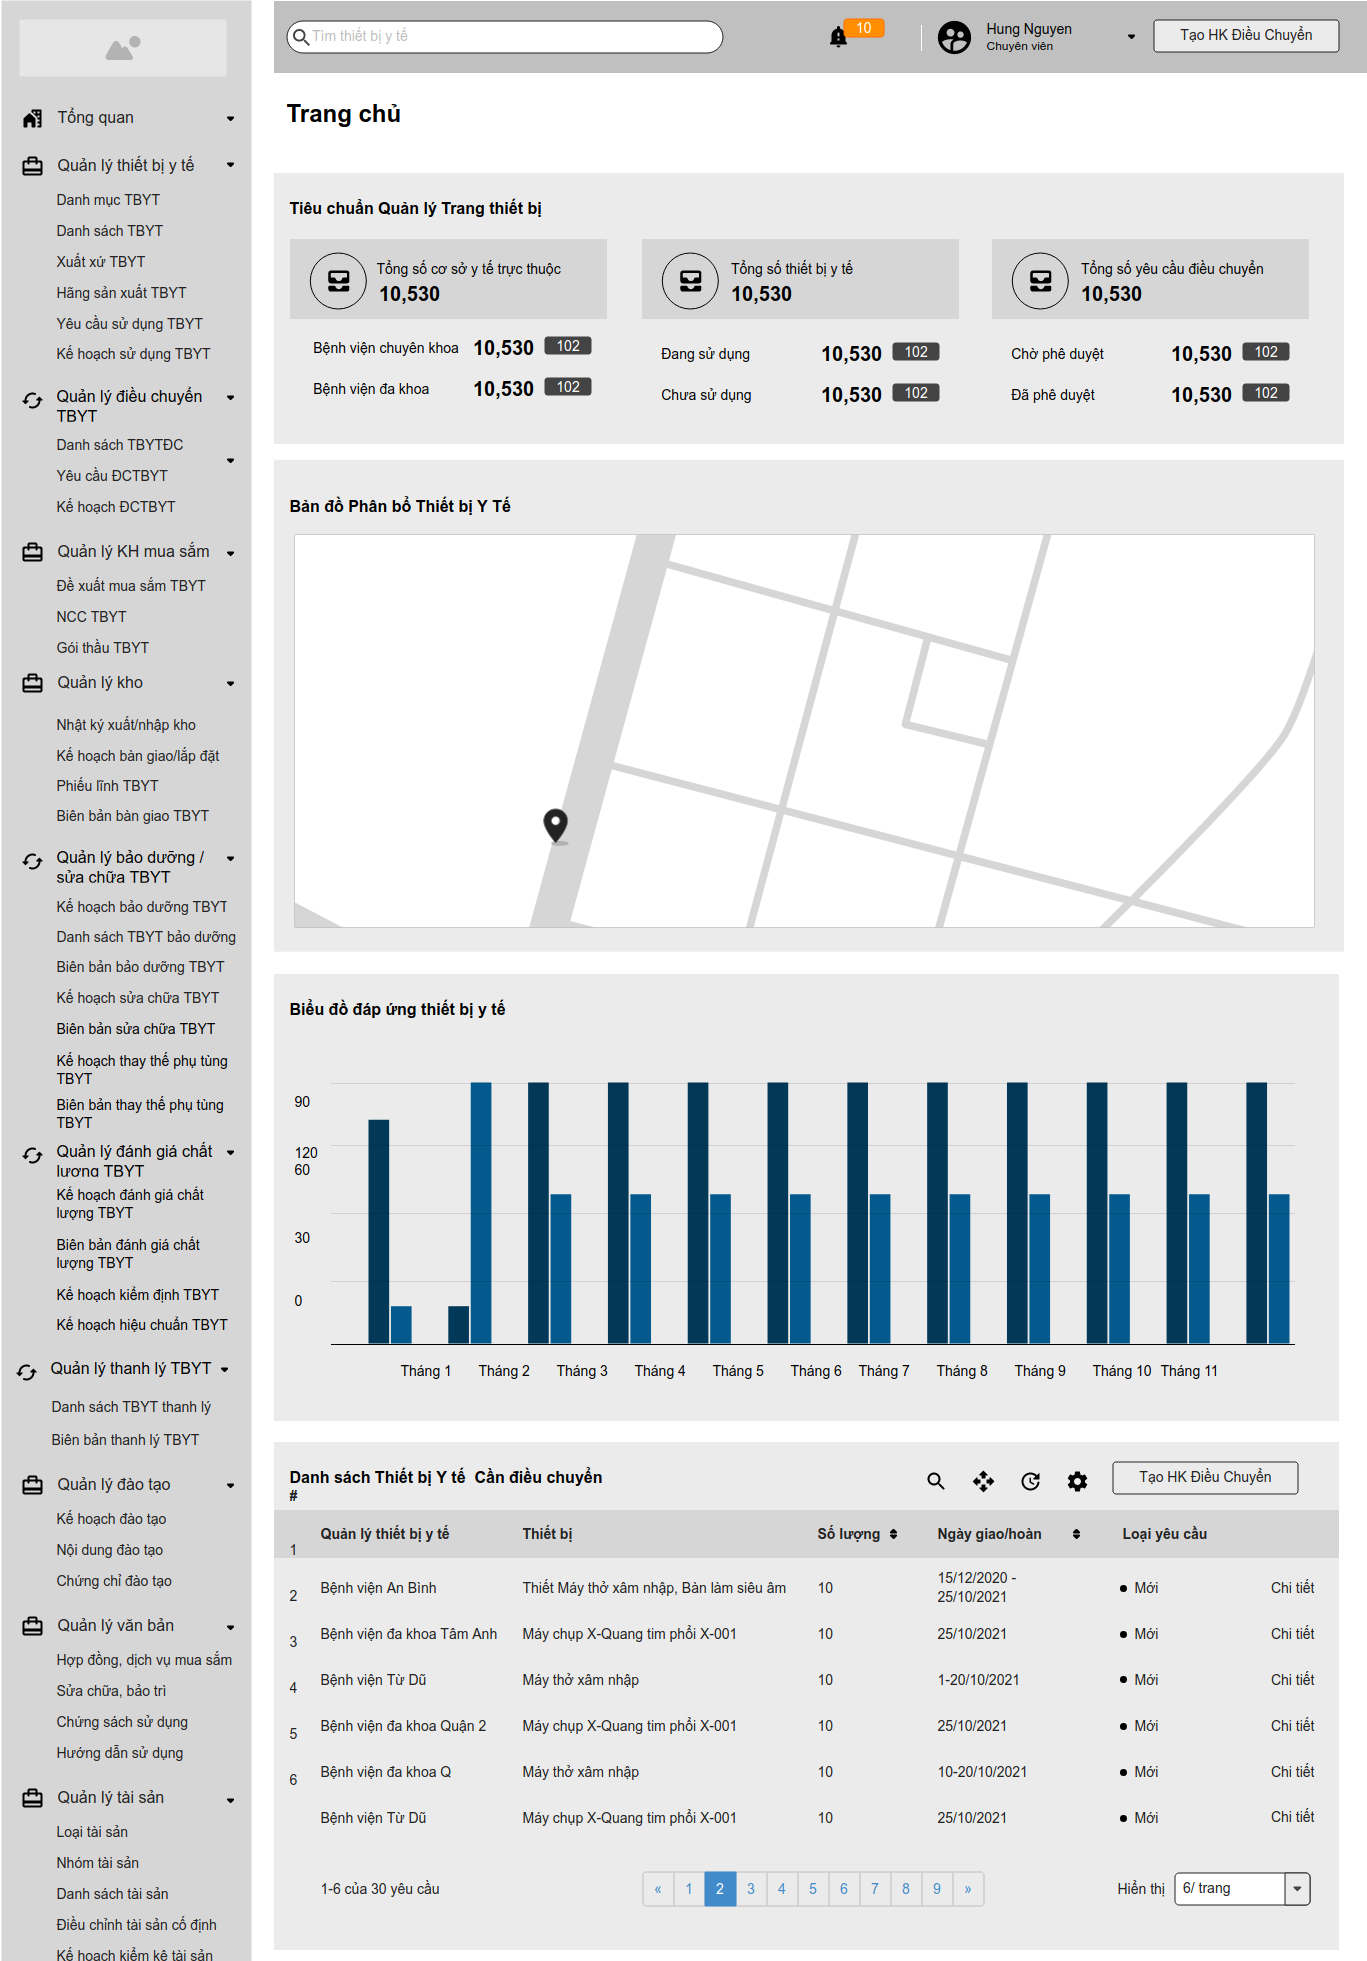 Tìm thiết bị y tế
10
Hung Nguyen
Chuyên viên
Tạo HK Điều Chuyển
Tổng quan
Quản lý thiết bị y tế
Danh mục TBYT
Danh sách TBYT
Xuất xứ TBYT
Hãng sản xuất TBYT
Yêu cầu sử dụng TBYT
Kế hoạch sử dụng TBYT
Quản lý điều chuyển
TBYT
Danh sách TBYTĐC
Yêu cầu ĐCTBYT
Kế hoạch ĐCTBYT
Quản lý KH mua sắm
Đề xuất mua sắm TBYT
NCC TBYT
Gói thầu TBYT
Quản lý kho
Nhật ký xuất/nhập kho
Kế hoạch bàn giao/lắp đặt
Phiếu lĩnh TBYT
Biên bản bàn giao TBYT
Quản lý bảo dưỡng /
sửa chữa TBYT
Kế hoạch bảo dưỡng TBYT
Danh sách TBYT bảo dưỡng
Biên bản bảo dưỡng TBYT
Kế hoạch sửa chữa TBYT
Biên bản sửa chữa TBYT
Kế hoạch thay thế phụ tùng
TBYT
Biên bản thay thế phụ tùng
TBYT
Quản lý đánh giá chất
lượng TBYT
Kế hoạch đánh giá chất
lượng TBYT
Biên bản đánh giá chất
lượng TBYT
Kế hoạch kiểm định TBYT
Kế hoạch hiệu chuẩn TBYT
Quản lý thanh lý TBYT
Danh sách TBYT thanh lý
Biên bản thanh lý TBYT
Quản lý đào tạo
Kế hoạch đào tạo
Nội dung đào tạo
Chứng chỉ đào tạo
Quản lý văn bản
Hợp đồng, dịch vụ mua sắm
Sửa chữa, bảo trì
Chứng sách sử dụng
Hướng dẫn sử dụng
Quản lý tài sản
Loại tài sản
Nhóm tài sản
Danh sách tài sản
Điều chỉnh tài sản cố định
Kế hoạch kiểm kê tài sản
Trang chủ
Tiêu chuẩn Quản lý Trang thiết bị
Tổng số cơ sở y tế trực thuộc
10,530
Bệnh viện chuyên khoa 10,530 102
Bệnh viện đa khoa 10,530 102
Tổng số thiết bị y tế
10,530
Đang sử dụng 10,530 102
Chưa sử dụng 10,530 102
Tổng số yêu cầu điều chuyển
10,530
Chờ phê duyệt 10,530 102
Đã phê duyệt 10,530 102
Bản đồ Phân bổ Thiết bị Y Tế
Biểu đồ đáp ứng thiết bị y tế
90
120
60
30
0
Tháng 1 Tháng 2 Tháng 3 Tháng 4 Tháng 5 Tháng 6 Tháng 7 Tháng 8 Tháng 9 Tháng 10 Tháng 11
Danh sách Thiết bị Y tế Cần điều chuyển
Tạo HK Điều Chuyển
#
Quản lý thiết bị y tế Thiết bị Số lượng Ngày giao/hoàn Loại yêu cầu
1
Bệnh viện An Bình Thiết Máy thở xâm nhập, Bàn làm siêu âm 10 15/12/2020 -
25/10/2021 Mới Chi tiết
2
Bệnh viện đa khoa Tâm Anh Máy chụp X-Quang tim phổi X-001 10 25/10/2021 Mới Chi tiết
3
Bệnh viện Từ Dũ Máy thở xâm nhập 10 1-20/10/2021 Mới Chi tiết
4
Bệnh viện đa khoa Quận 2 Máy chụp X-Quang tim phổi X-001 10 25/10/2021 Mới Chi tiết
5
Bệnh viện đa khoa Q Máy thở xâm nhập 10 10-20/10/2021 Mới Chi tiết
6
Bệnh viện Từ Dũ Máy chụp X-Quang tim phổi X-001 10 25/10/2021 Mới Chi tiết
1-6 của 30 yêu cầu
« 1 2 3 4 5 6 7 8 9 »
Hiển thị 6/ trang